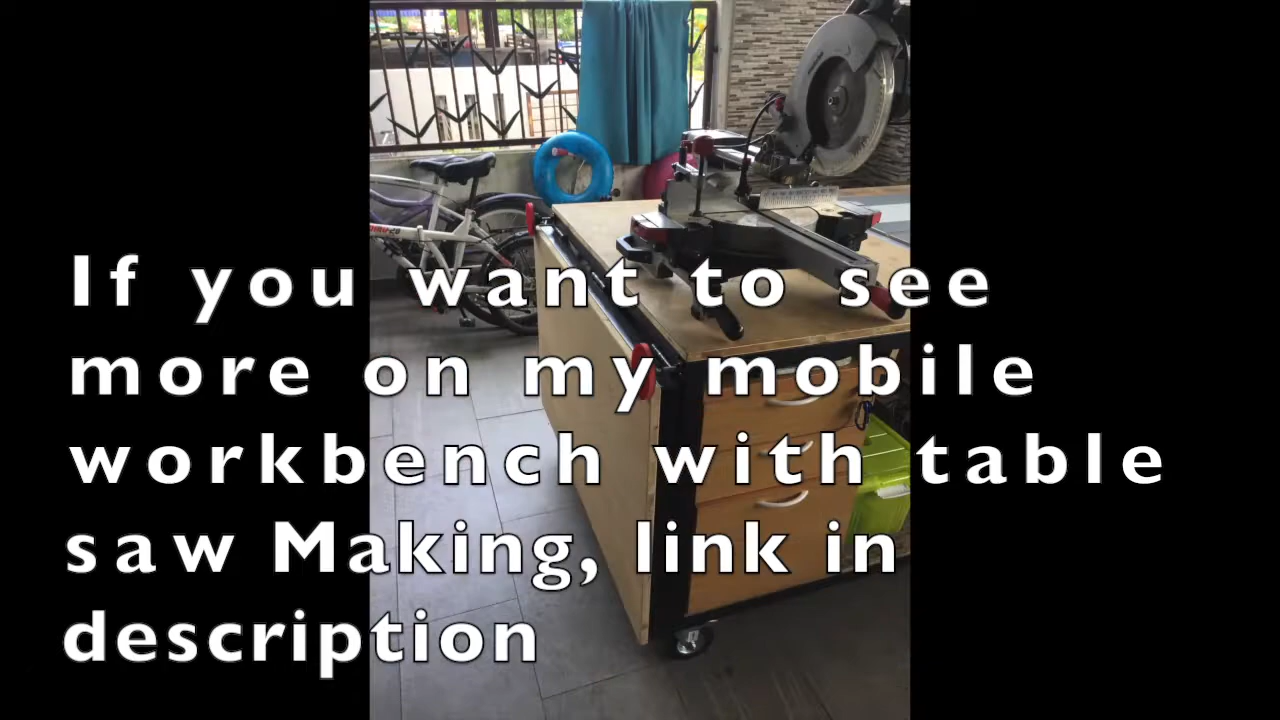 If you want to see
more on my mobile
workbench with table
saw Making, link in
description